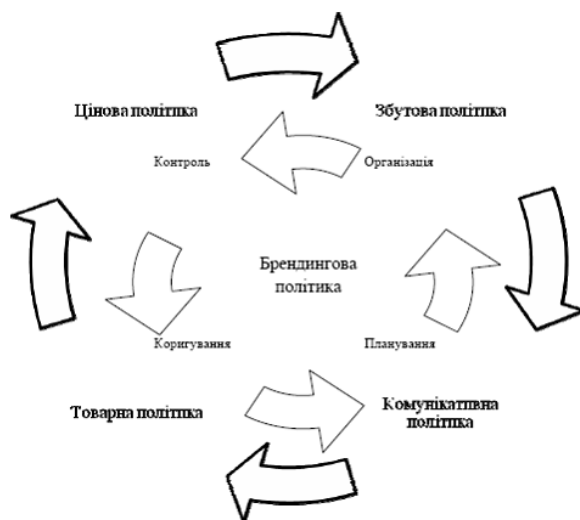 Цінова політика
Збутова політика
Контроль
Організація
Брендингова
політика
Коригування
Планування
Товарна політика
Комунікативна
політика